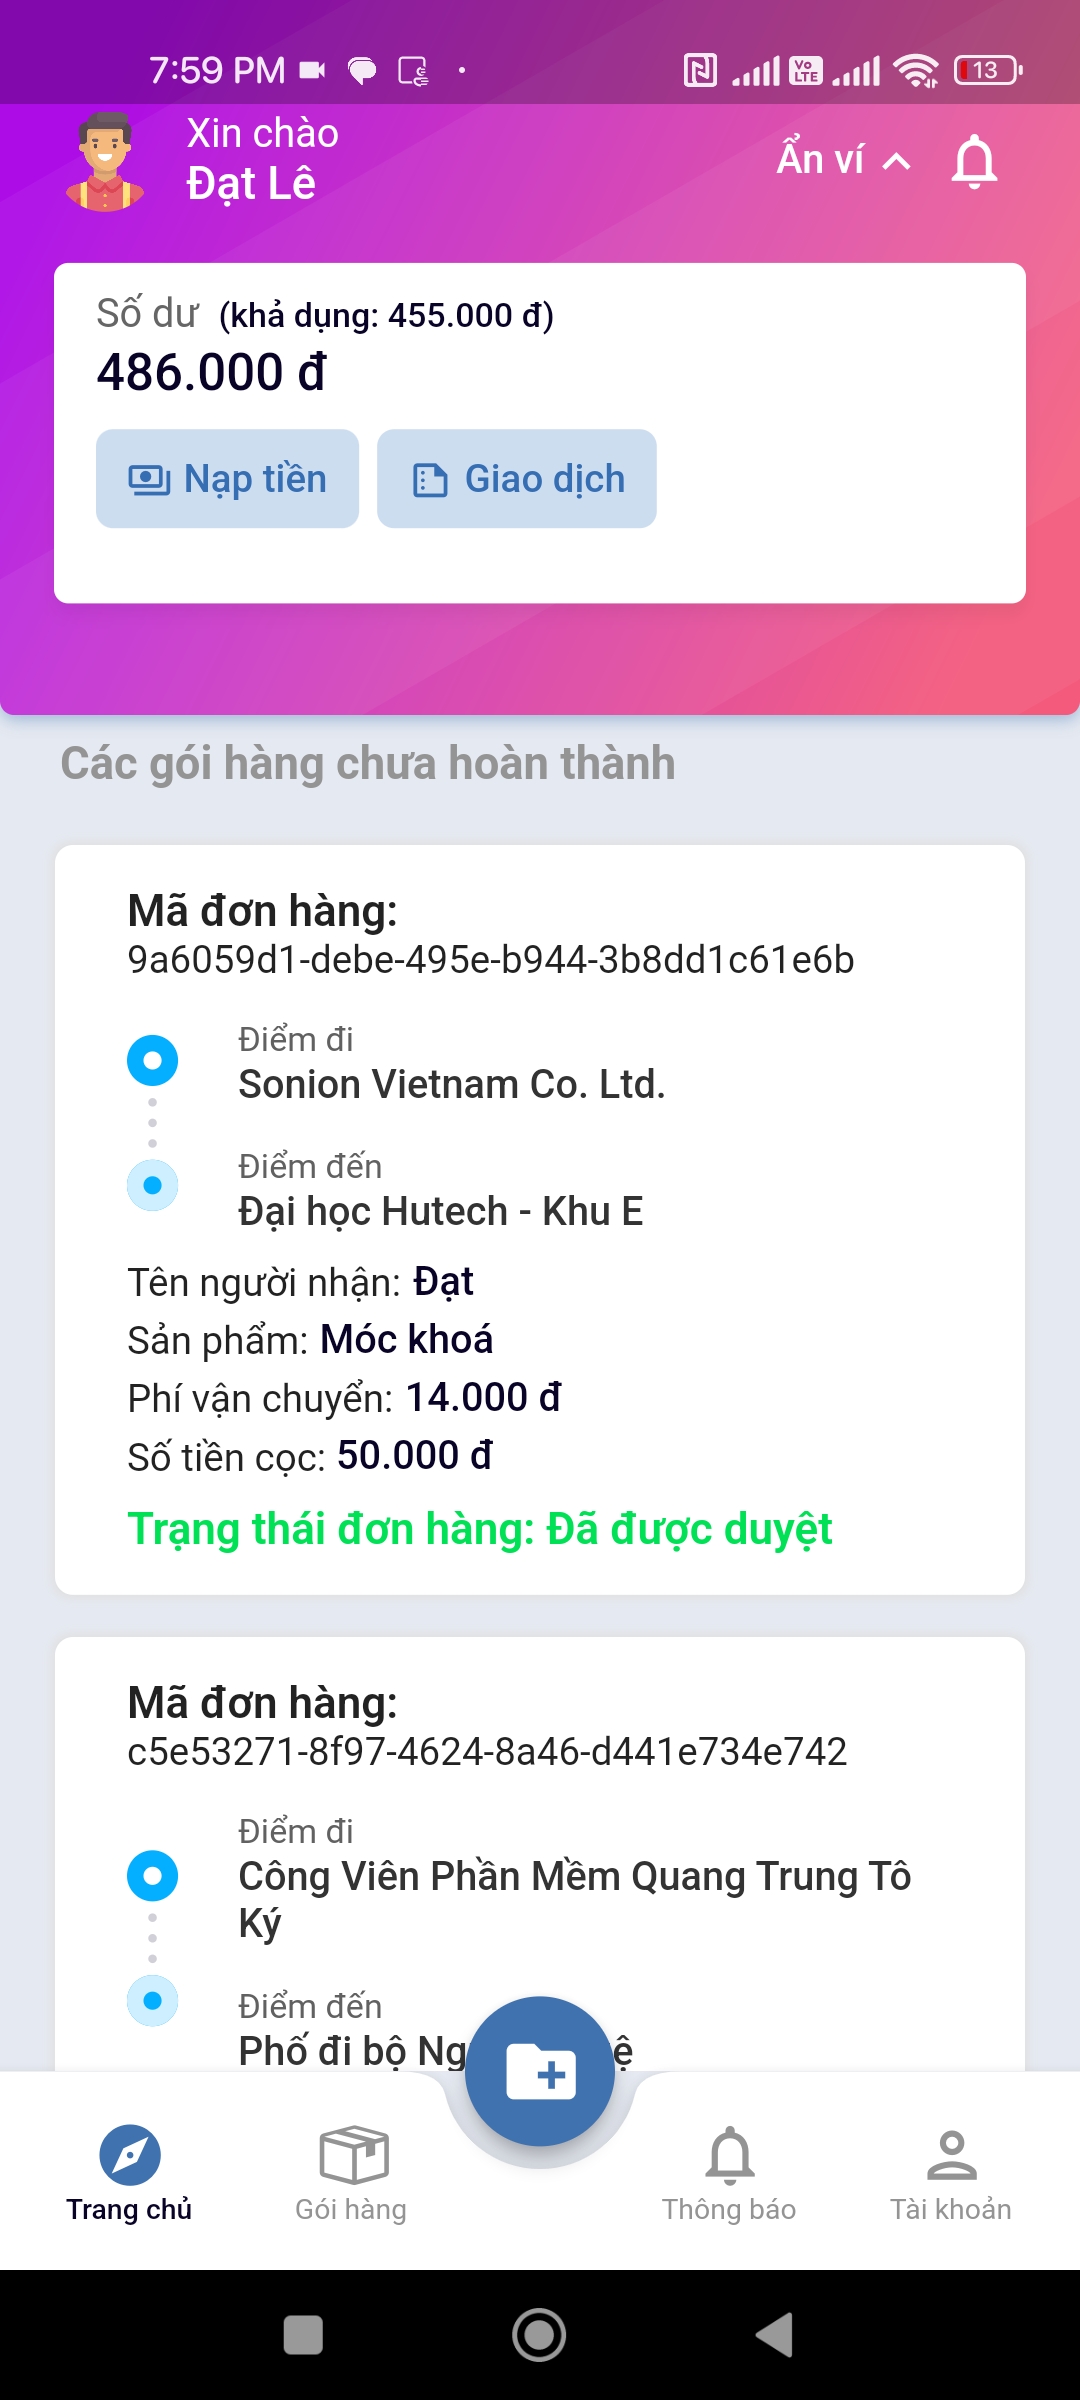 7:59 PM
Vo LTE
13
Xin chào
Đạt Lê
Ẩn ví
Số dư (khả dụng: 455.000 đ)
486.000 đ
Nạp tiền
Giao dịch
Các gói hàng chưa hoàn thành
Mã đơn hàng:
9a6059d1-debe-495e-b944-3b8dd1c61e6b
Điểm đi
Sonion Vietnam Co. Ltd.
Điểm đến
Đại học Hutech - Khu E
Tên người nhận: Đạt
Sản phẩm: Móc khoá
Phí vận chuyển: 14.000 đ
Số tiền cọc: 50.000 đ
Trạng thái đơn hàng: Đã được duyệt
Mã đơn hàng:
c5e53271-8f97-4624-8a46-d441e734e742
Điểm đi
Công Viên Phần Mềm Quang Trung Tô
Ký
Điểm đến
Phố đi bộ
Trang chủ
Gói hàng
Thông báo
Tài khoản